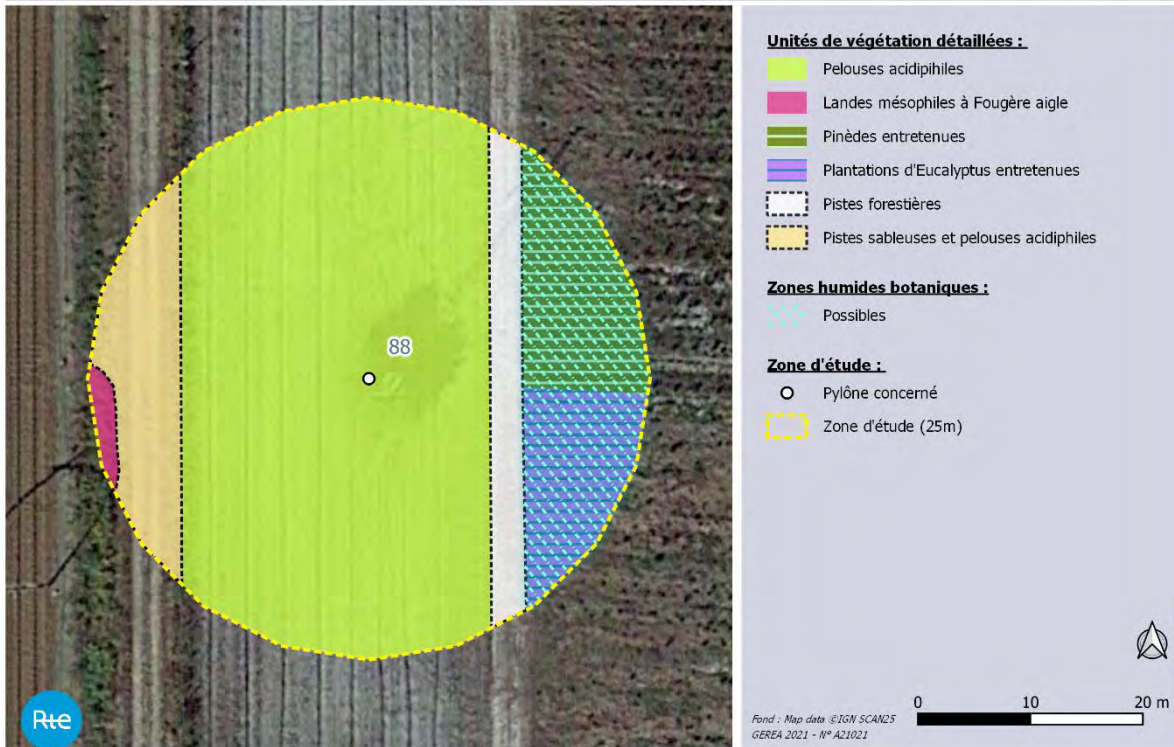 88
Rte
Unités de végétation détaillées :
Pelouses acidipihiles
Landes mésophiles à Fougère aigle
Pinèdes entretenues
Plantations d'Eucalyptus entretenues
Pistes forestières
Pistes sableuses et pelouses acidiphiles
Zones humides botaniques :
Possibles
Zone d'étude :
Pylône concerné
Zone d'étude (25m)
0 10 20 m
Fond : Map data ©IGN SCAN25
GEREA 2021 - N° A21021